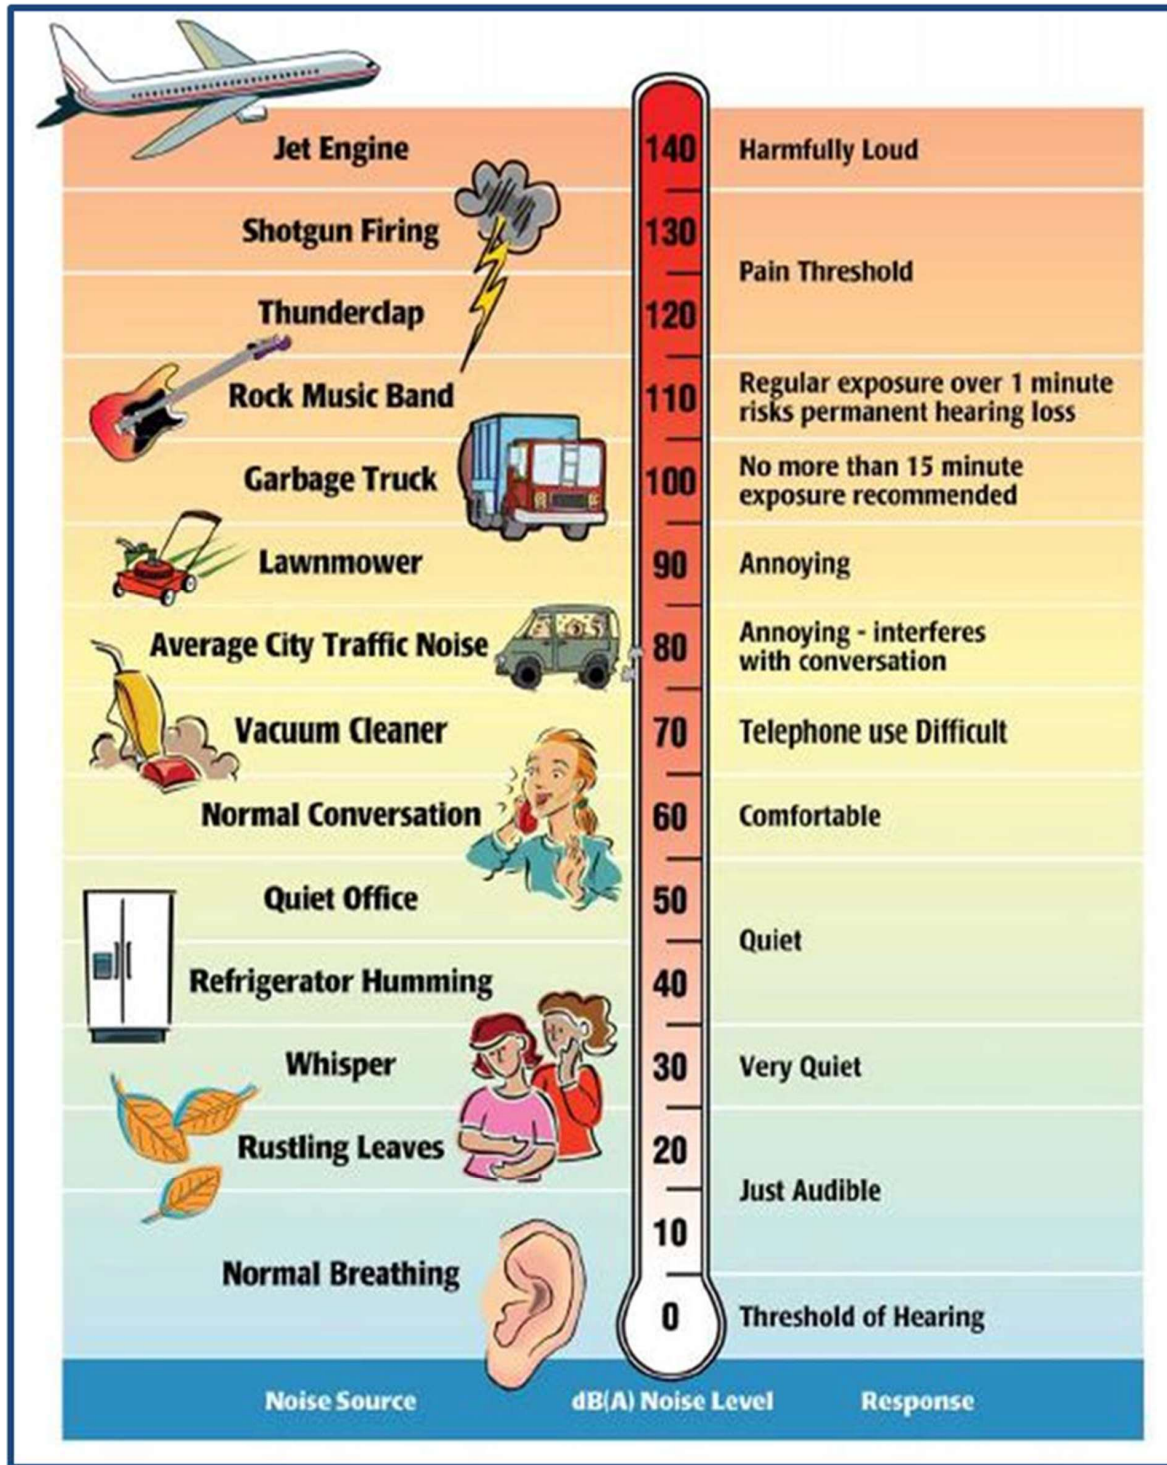 Jet Engine 140 Harmfully Loud
Shotgun Firing 130
Pain Threshold
Thunderclap 120
Rock Music Band 110 Regular exposure over 1 minute
risks permanent hearing loss
Garbage Truck 100 No more than 15 minute
exposure recommended
Lawnmower 90 Annoying
Average City Traffic Noise 80 Annoying - interferes
with conversation
Vacuum Cleaner 70 Telephone use Difficult
Normal Conversation 60 Comfortable
Quiet Office 50
Quiet
Refrigerator Humming 40
Whisper 30 Very Quiet
Rustling Leaves 20
Just Audible
10
Normal Breathing
0 Threshold of Hearing
Noise Source dB(A) Noise Level Response